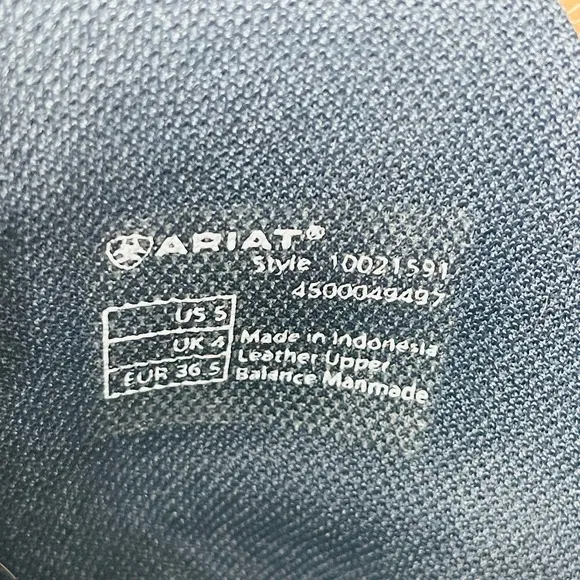 ARIAT®
Style 10021591
4500049497
US 5
UK 4
EUR 36.5
Made in Indonesia
Leather Upper
Balance Manmade